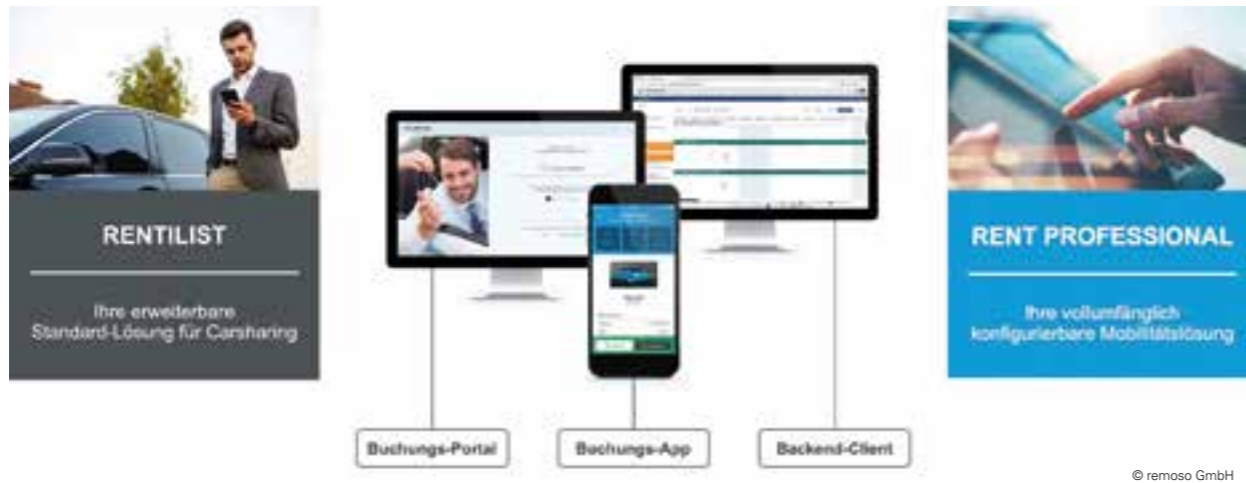 RENTILIST
Ihre erweiterbare
Standard-Lösung für Carsharing
RENT PROFESSIONAL
Ihre vollumfänglich
konfigurierbare Mobilitätslösung
Buchungs-Portal
Buchungs-App
Backend-Client
© remoso GmbH